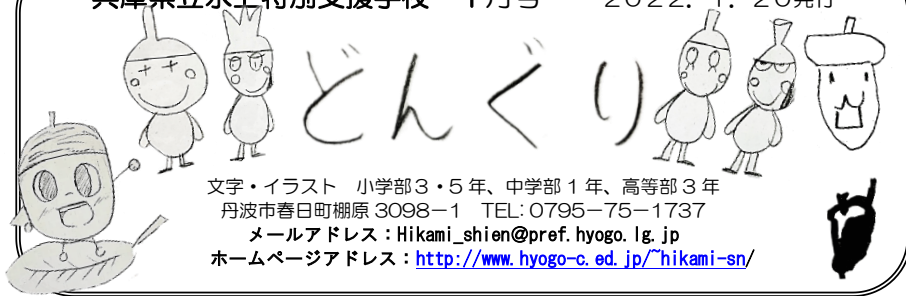 兵庫県立氷上特別支援学校 1月号 2022.1.20発行
どんぐり
文字・イラスト 小学部3・5年、中学部1年、高等部3年
丹波市春日町棚原3098－1 TEL:0795－75－1737
メールアドレス：Hikami_shien@pref.hyogo.lg.jp
ホームページアドレス：http://www.hyogo-c.ed.jp/~hikami-sn/